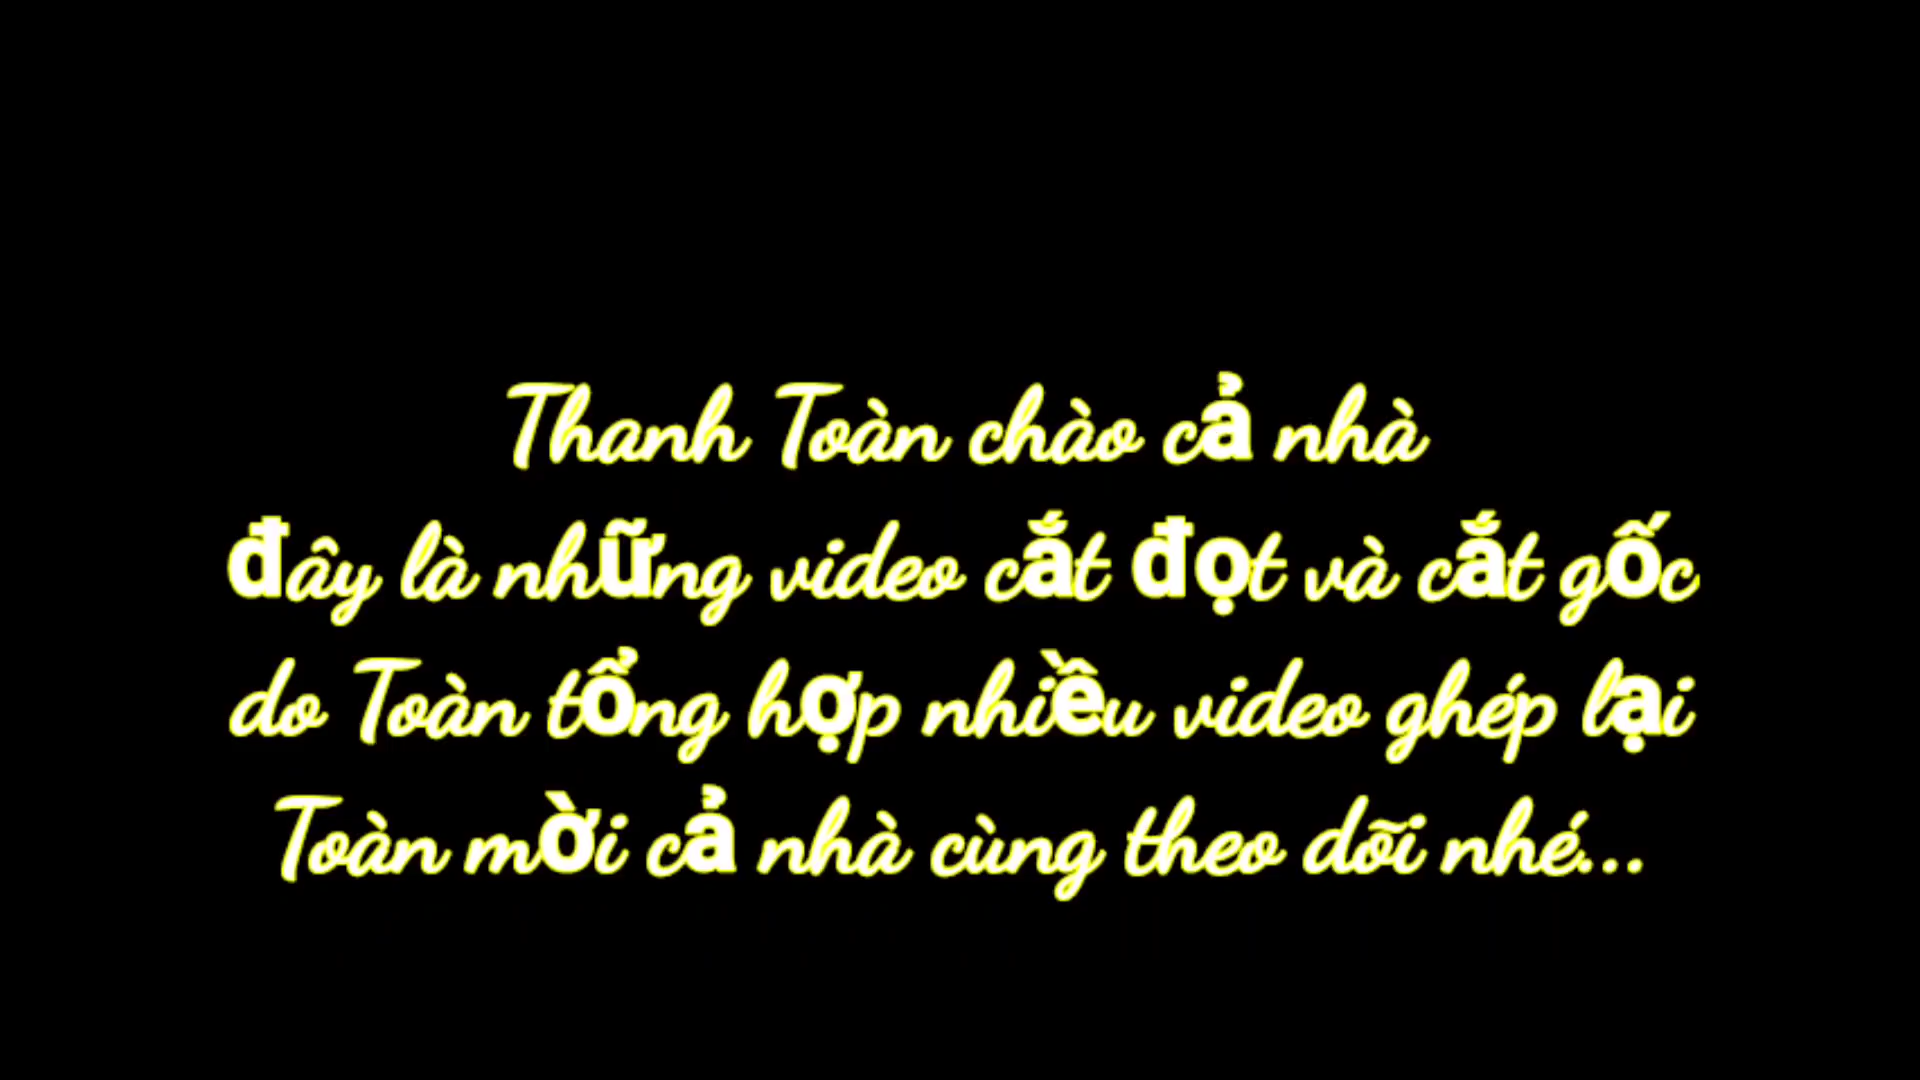 Thanh Toàn chào cả nhà
đây là những video cắt đọt và cắt gốc
do Toàn tổng hợp nhiều video ghép lại
Toàn mời cả nhà cùng theo dõi nhé...